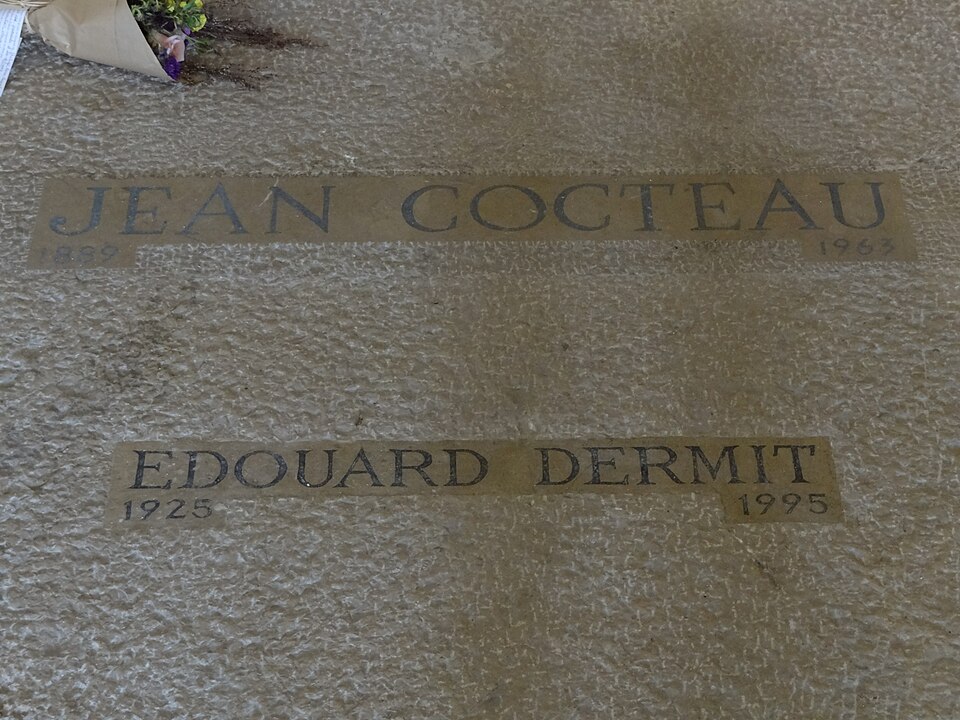 JEAN COCTEAU
1889 1963
EDOUARD DERMIT
1925 1995